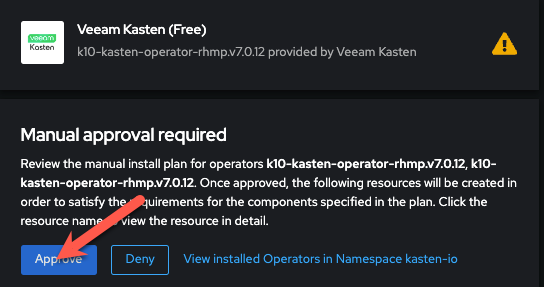 Veeam Kasten (Free)
veeam
Kasten
k10-kasten-operator-rhmp.v7.0.12 provided by Veeam Kasten
Manual approval required
Review the manual install plan for operators k10-kasten-operator-rhmp.v7.0.12, k10-
kasten-operator-rhmp.v7.0.12. Once approved, the following resources will be created in
order to satisfy the requirements for the components specified in the plan. Click the
resource name to view the resource in detail.
Approve
Deny
View installed Operators in Namespace kasten-io